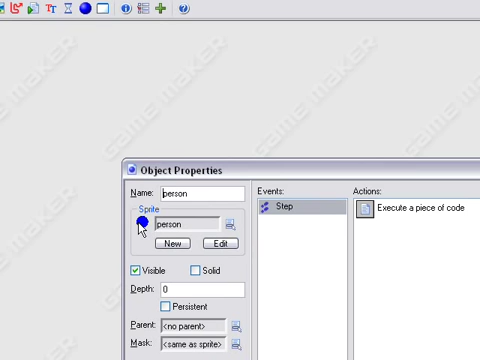 Object Properties
Name: person
Events:
Actions:
Sprite
Step
Execute a piece of code
person
New
Edit
Visible
Solid
Depth: 0
Persistent
Parent: <no parent>
Mask: <same as sprite>